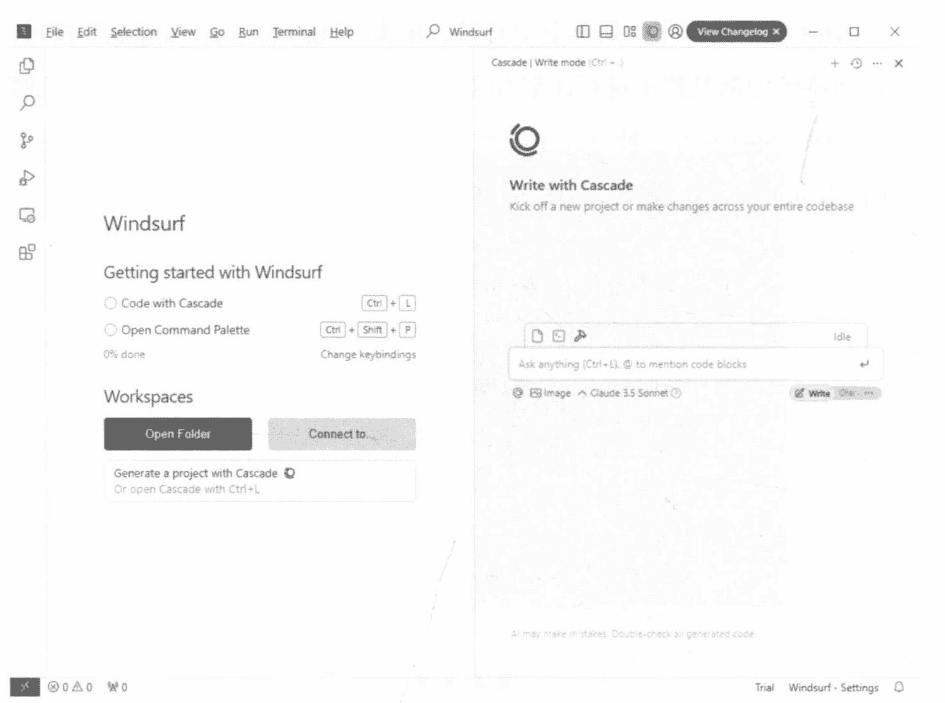 File Edit Selection View Go Run Terminal Help Windsurf View Changelog ×
Cascade | Write mode (Ctrl + .)
Write with Cascade
Kick off a new project or make changes across your entire codebase
Windsurf
Getting started with Windsurf
Code with Cascade Ctrl + L
Open Command Palette Ctrl + Shift + P
0% done Change keybindings
Workspaces
Open Folder Connect to...
Generate a project with Cascade
Or open Cascade with Ctrl+L
Idle
Ask anything (Ctrl+L), @ to mention code blocks
Image Claude 3.5 Sonnet Write
AI may make mistakes. Double-check all generated code.
0 0 0 Trial Windsurf - Settings